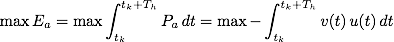 max E_a = max ∫_{t_k}^{t_k+T_h} P_a dt = max − ∫_{t_k}^{t_k+T_h} v(t) u(t) dt